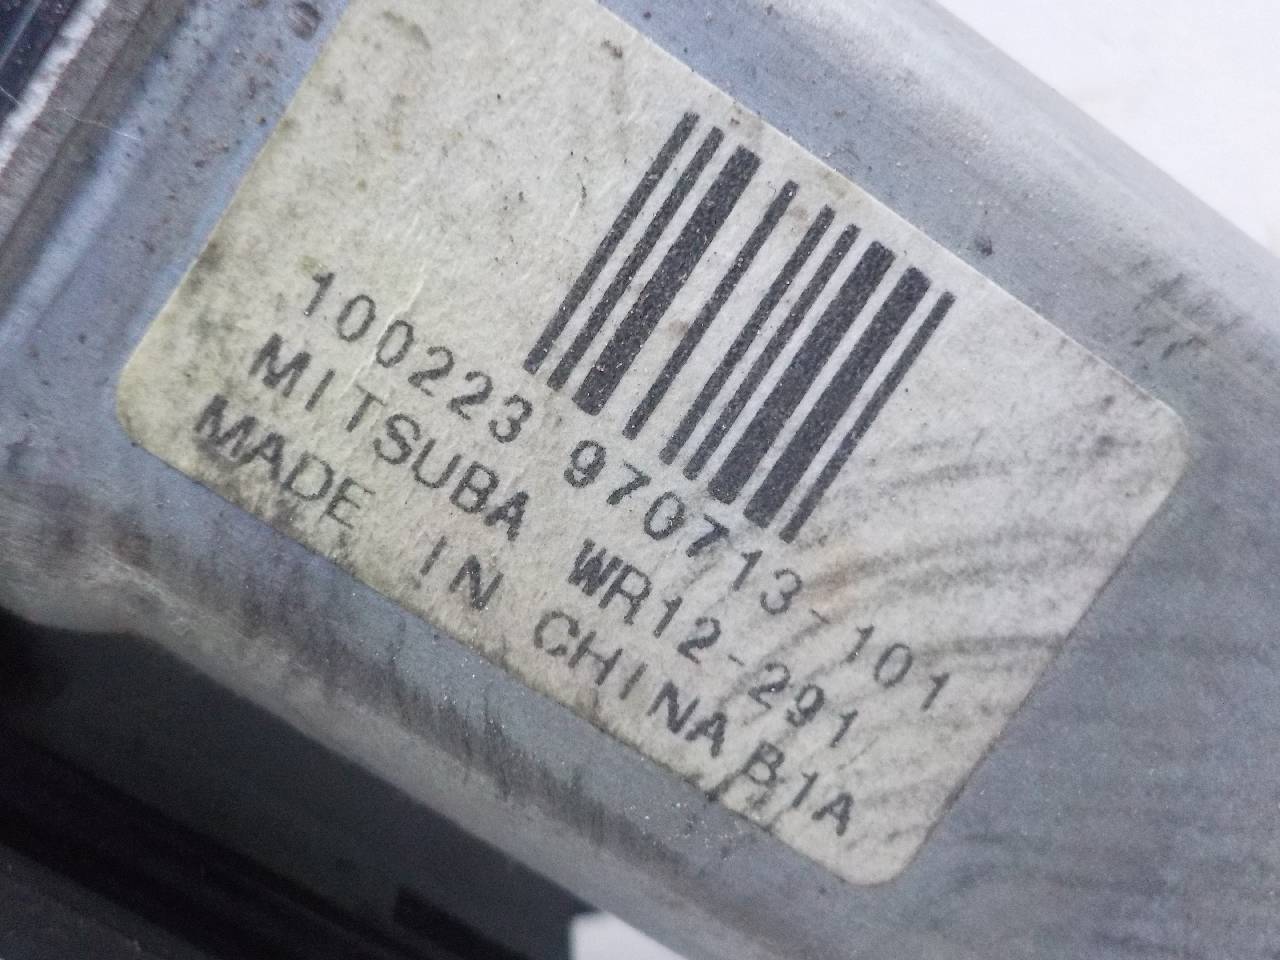 100223 970713-101
MITSUBA WR12-291
MADE IN CHINA B1A